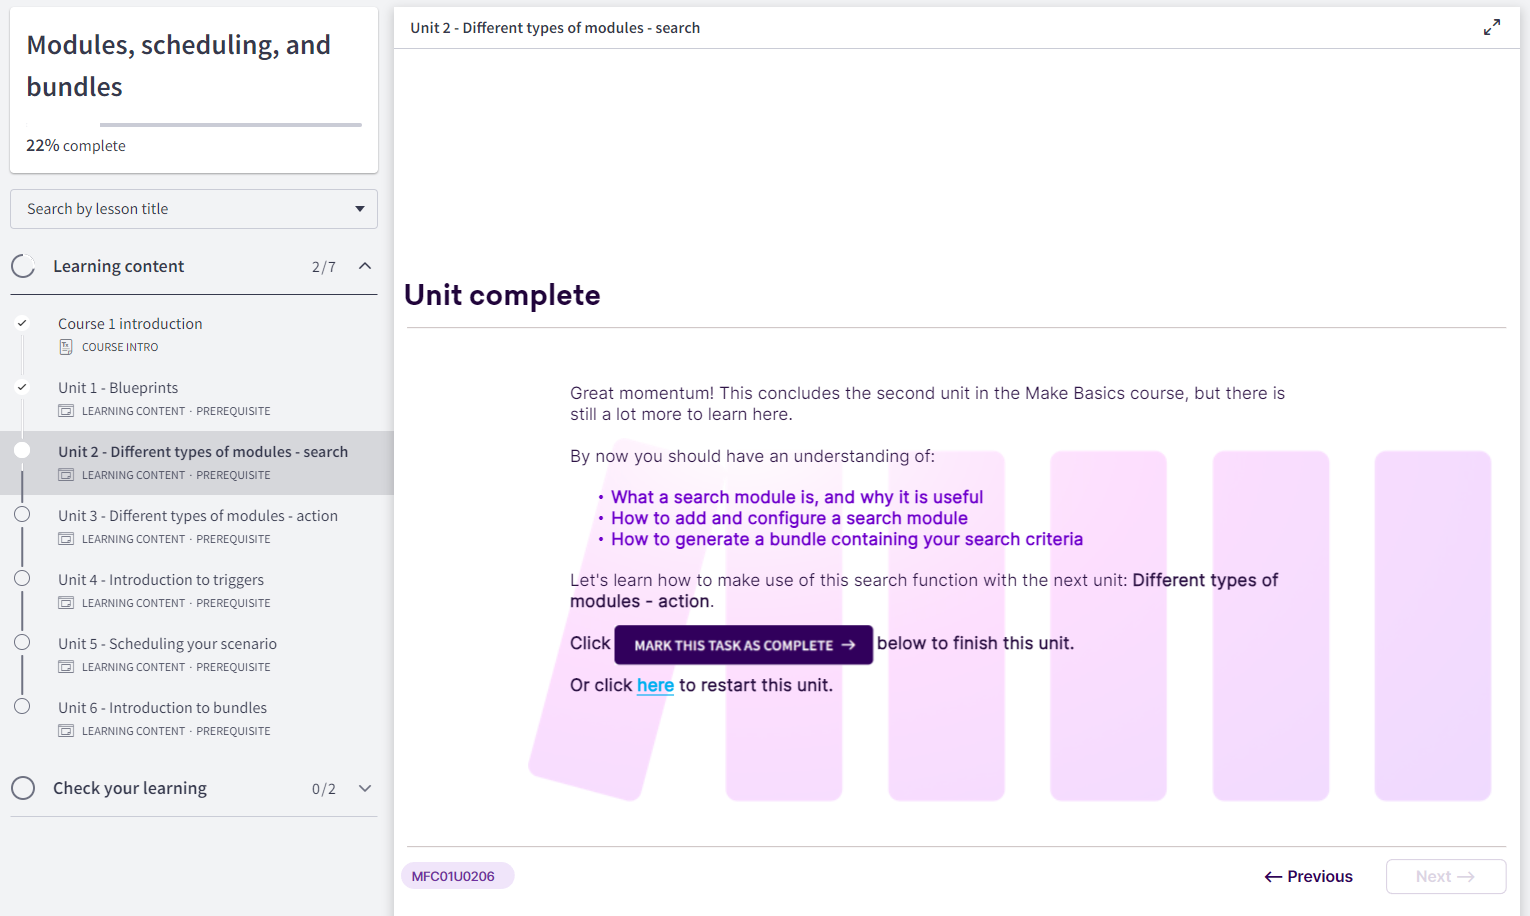 Modules, scheduling, and
bundles
22% complete
Search by lesson title
Learning content 2/7
Course 1 introduction
COURSE INTRO
Unit 1 - Blueprints
LEARNING CONTENT · PREREQUISITE
Unit 2 - Different types of modules - search
LEARNING CONTENT · PREREQUISITE
Unit 3 - Different types of modules - action
LEARNING CONTENT · PREREQUISITE
Unit 4 - Introduction to triggers
LEARNING CONTENT · PREREQUISITE
Unit 5 - Scheduling your scenario
LEARNING CONTENT · PREREQUISITE
Unit 6 - Introduction to bundles
LEARNING CONTENT · PREREQUISITE
Check your learning 0/2
Unit 2 - Different types of modules - search
Unit complete
Great momentum! This concludes the second unit in the Make Basics course, but there is
still a lot more to learn here.
By now you should have an understanding of:
• What a search module is, and why it is useful
• How to add and configure a search module
• How to generate a bundle containing your search criteria
Let's learn how to make use of this search function with the next unit: Different types of
modules - action.
Click MARK THIS TASK AS COMPLETE → below to finish this unit.
Or click here to restart this unit.
MFC01U0206
← Previous
Next →